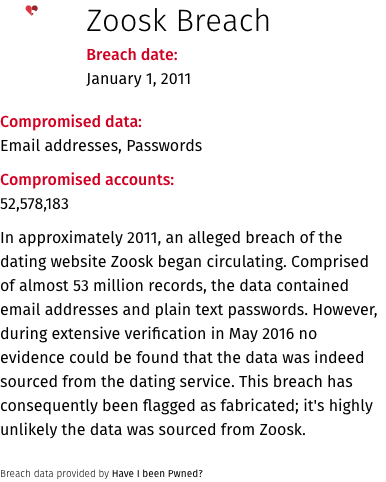 Zoosk Breach
Breach date:
January 1, 2011
Compromised data:
Email addresses, Passwords
Compromised accounts:
52,578,183
In approximately 2011, an alleged breach of the
dating website Zoosk began circulating. Comprised
of almost 53 million records, the data contained
email addresses and plain text passwords. However,
during extensive verification in May 2016 no
evidence could be found that the data was indeed
sourced from the dating service. This breach has
consequently been flagged as fabricated; it's highly
unlikely the data was sourced from Zoosk.
Breach data provided by Have I been Pwned?